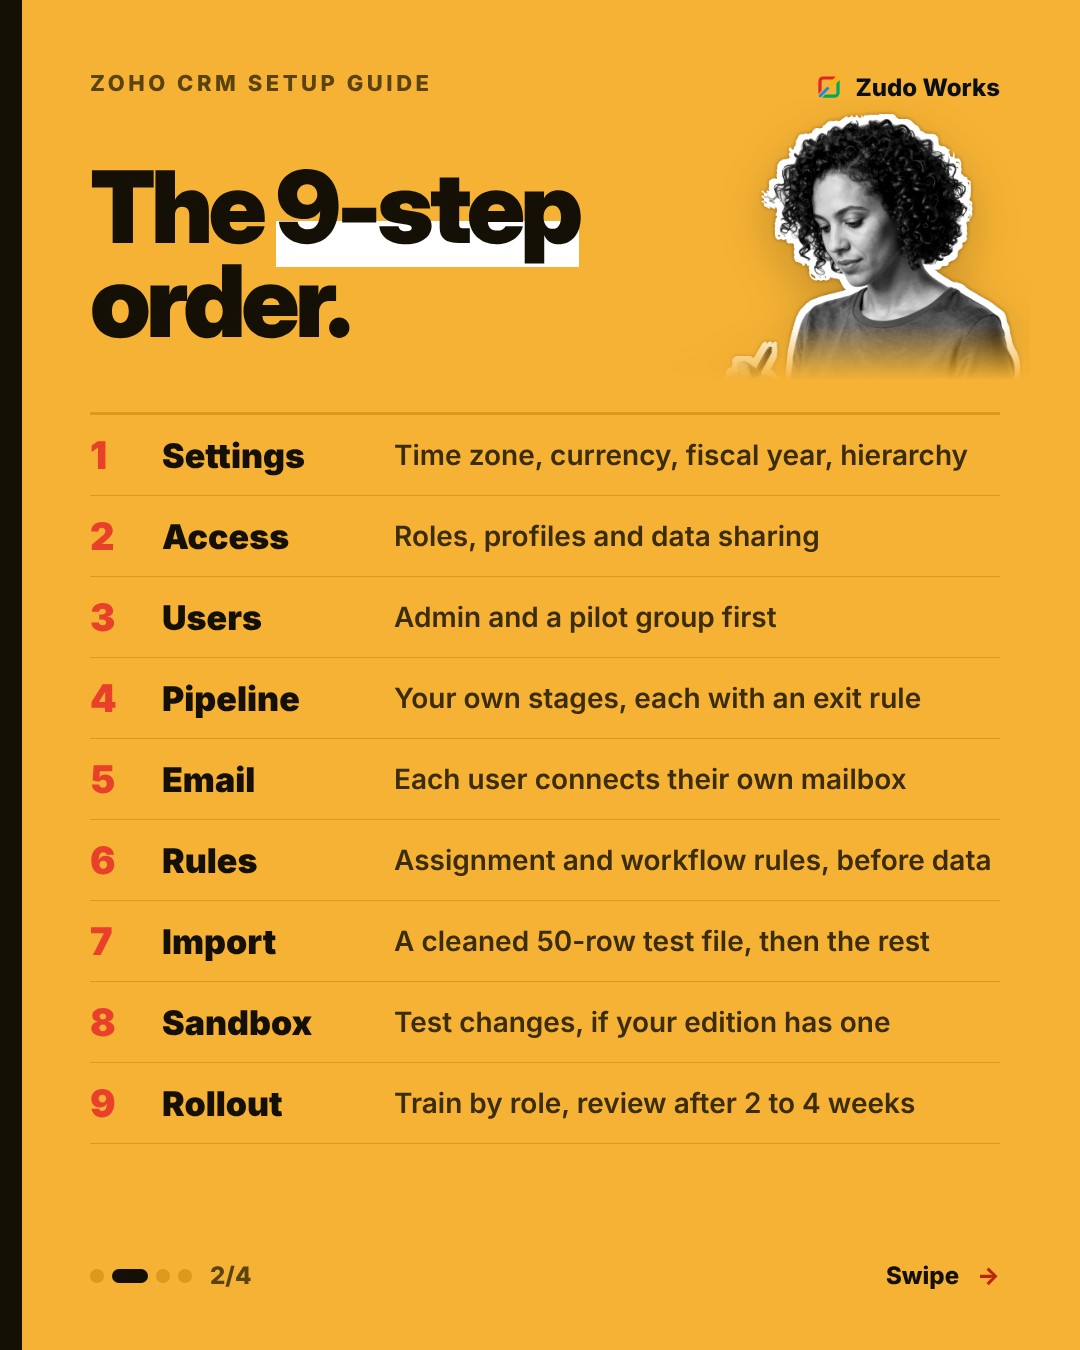 ZOHO CRM SETUP GUIDE
Zudo Works
The 9-step
order.
1 Settings Time zone, currency, fiscal year, hierarchy
2 Access Roles, profiles and data sharing
3 Users Admin and a pilot group first
4 Pipeline Your own stages, each with an exit rule
5 Email Each user connects their own mailbox
6 Rules Assignment and workflow rules, before data
7 Import A cleaned 50-row test file, then the rest
8 Sandbox Test changes, if your edition has one
9 Rollout Train by role, review after 2 to 4 weeks
2/4
Swipe →